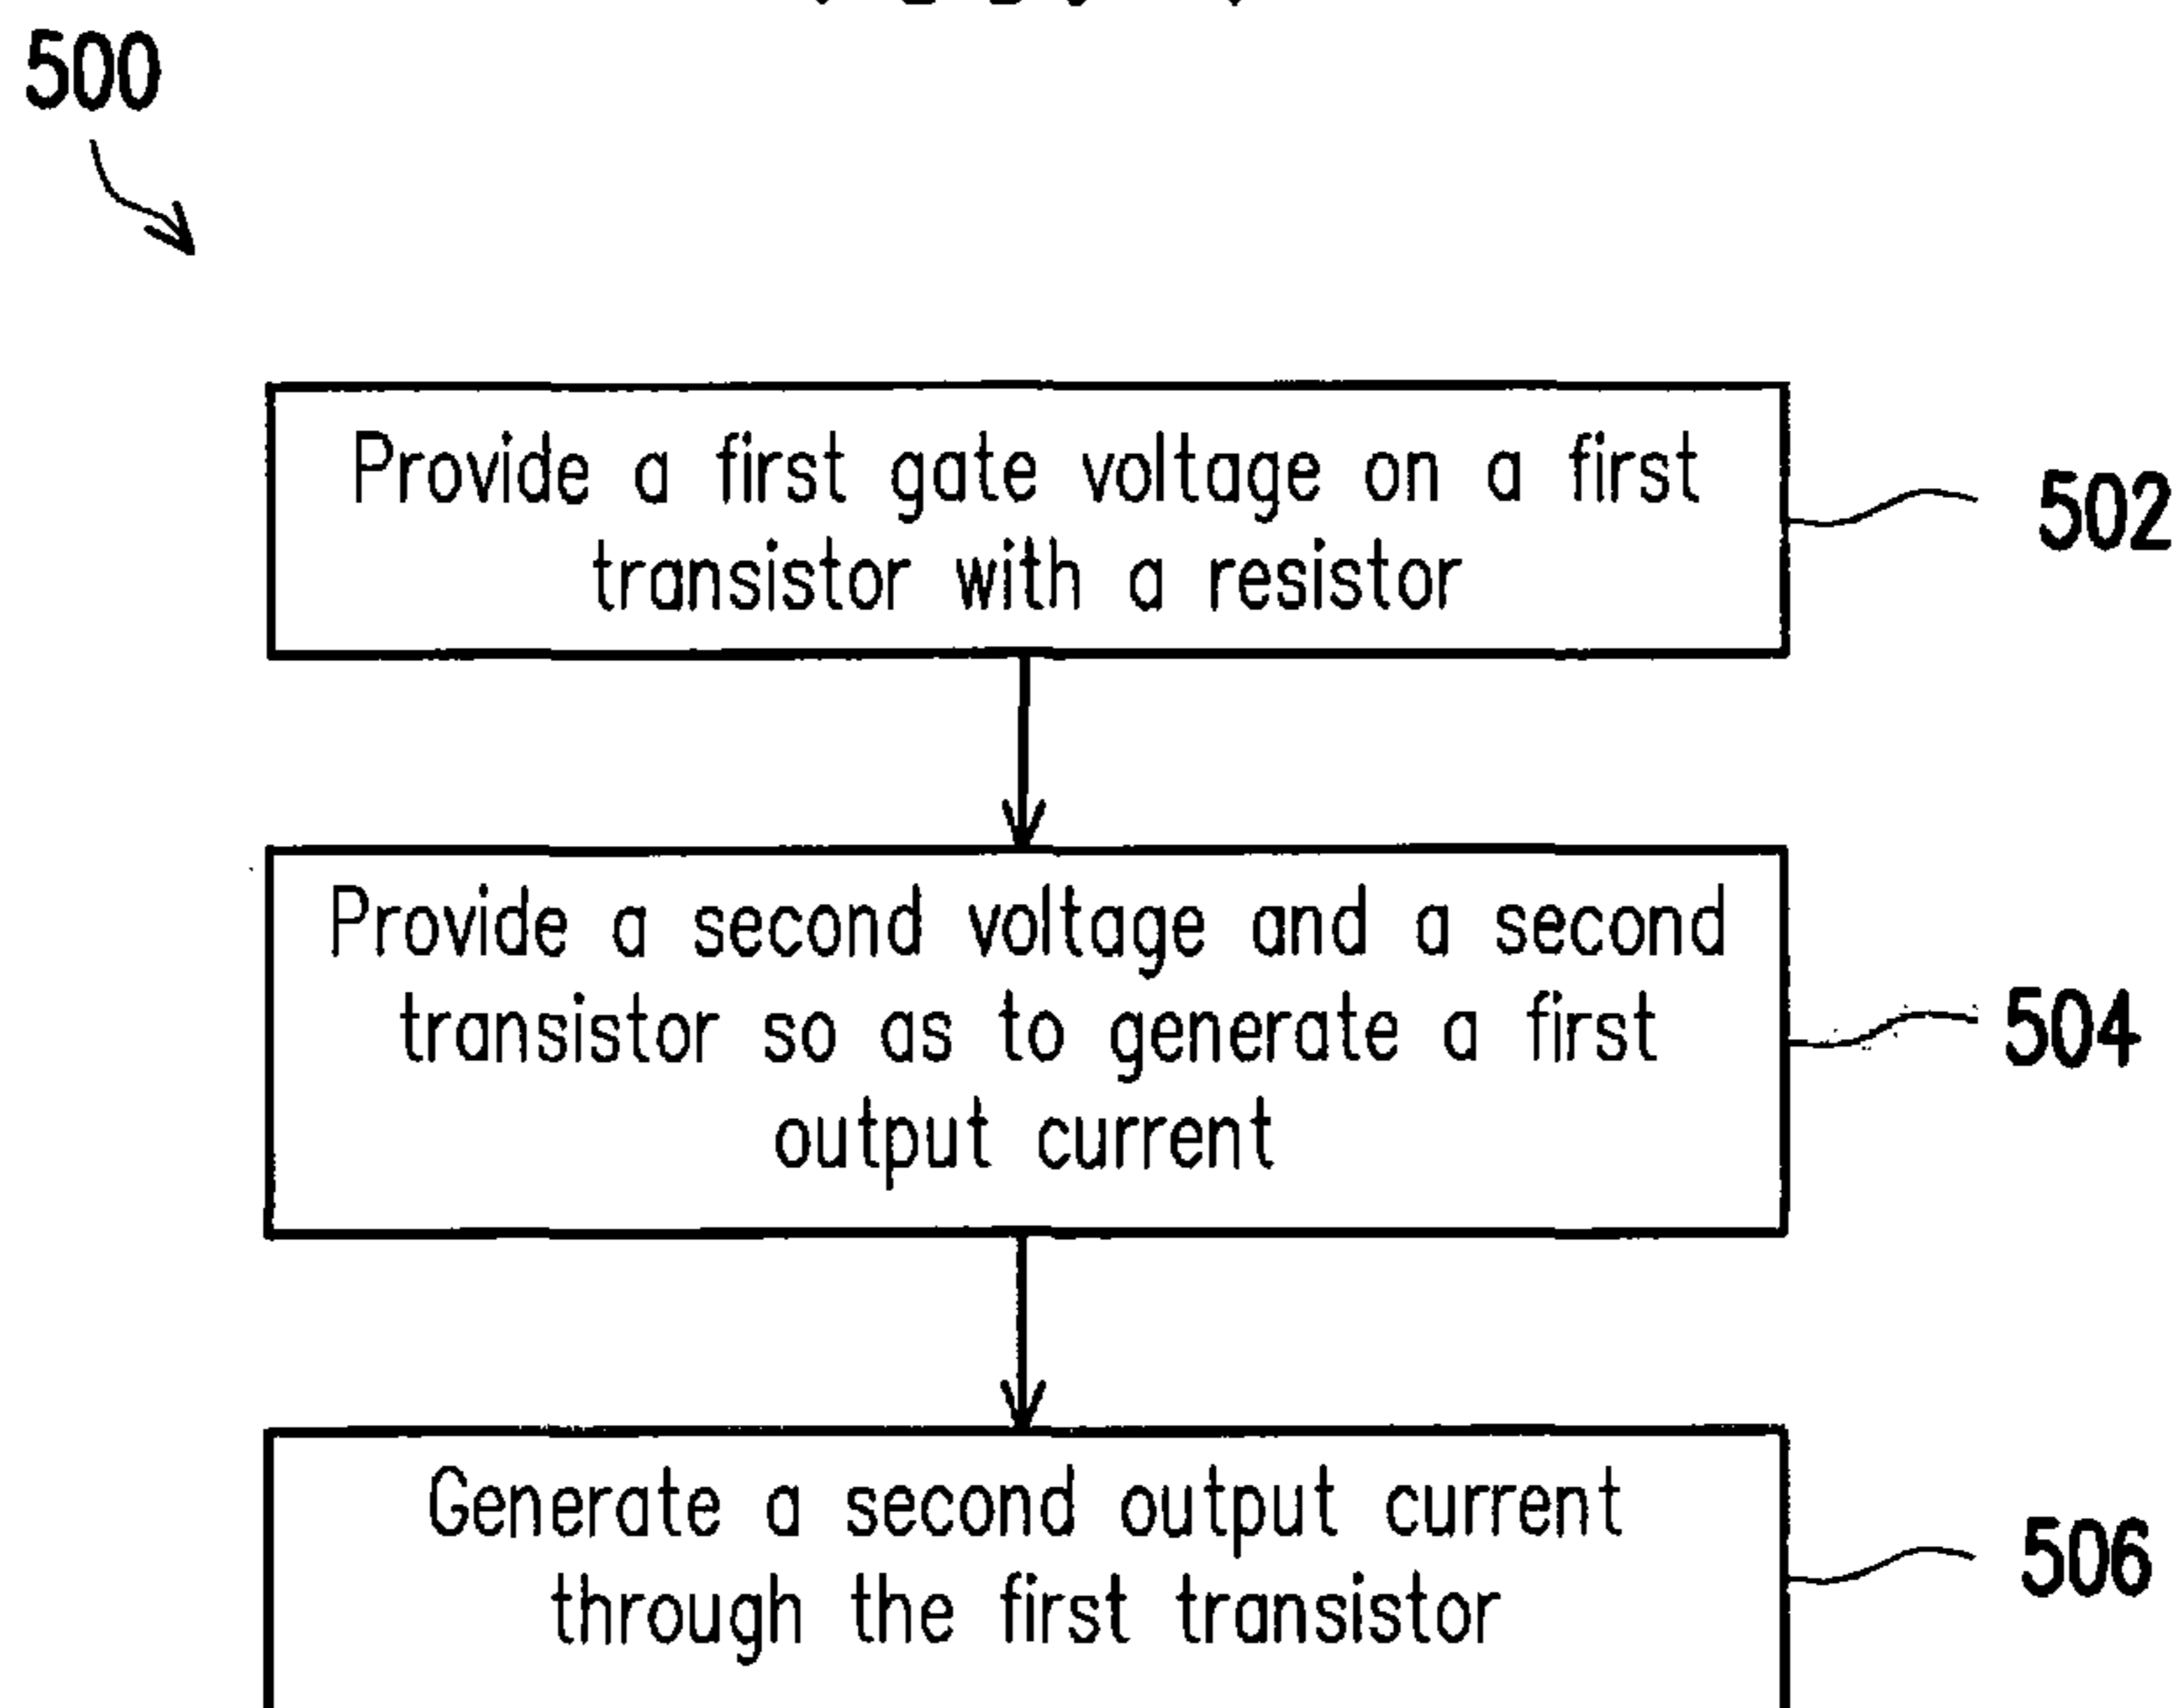 500
Provide a first gate voltage on a first
transistor with a resistor
502
Provide a second voltage and a second
transistor so as to generate a first
output current
504
Generate a second output current
through the first transistor
506